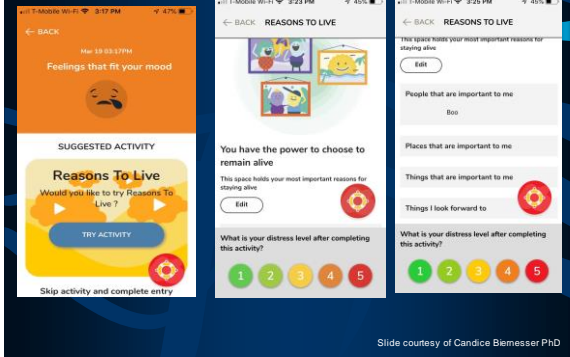 T-Mobile Wi-Fi 3:17 PM 47%
← BACK
Mar 19 03:17PM
Feelings that fit your mood
SUGGESTED ACTIVITY
Reasons To Live
Would you like to try Reasons To
Live ?
TRY ACTIVITY
Skip activity and complete entry
T-Mobile Wi-Fi 3:23 PM 45%
← BACK REASONS TO LIVE
You have the power to choose to
remain alive
This space holds your most important reasons for
staying alive
Edit
What is your distress level after completing
this activity?
1 2 3 4 5
T-Mobile Wi-Fi 3:25 PM 45%
← BACK REASONS TO LIVE
This space holds your most important reasons for
staying alive
Edit
People that are important to me
Boo
Places that are important to me
Things that are important to me
Things I look forward to
What is your distress level after completing
this activity?
1 2 3 4 5
Slide courtesy of Candice Biernesser PhD